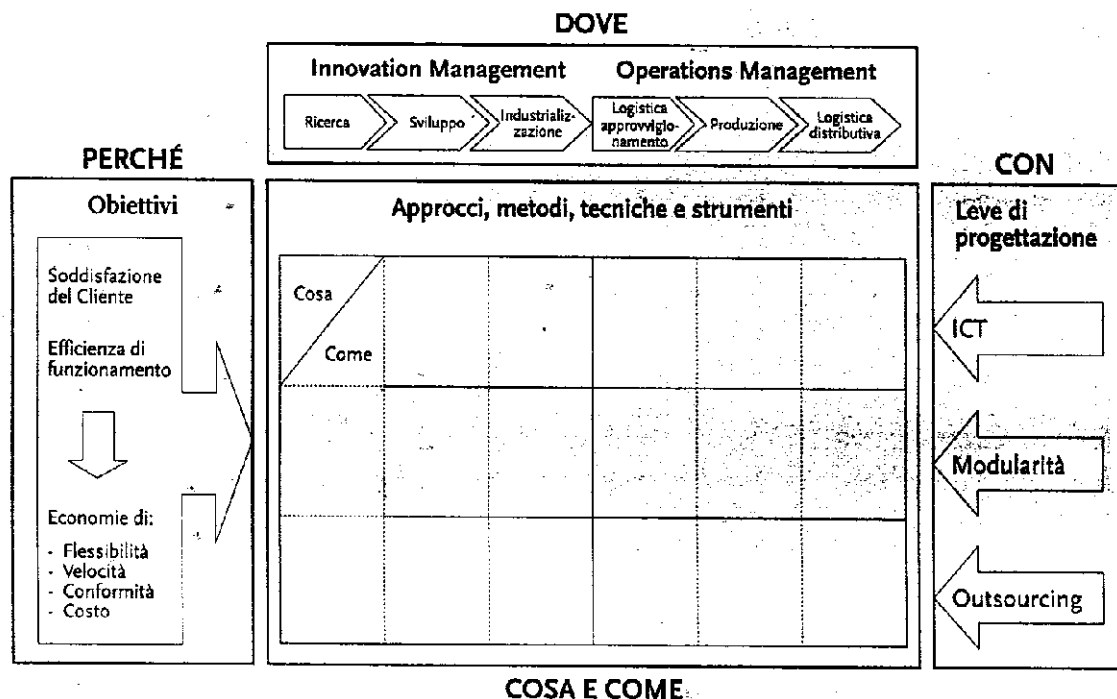 DOVE
Innovation Management
Operations Management
Ricerca
Sviluppo
Industrializ-
zazione
Logistica
approvvigio-
namento
Produzione
Logistica
distributiva
PERCHÉ
Obiettivi
Soddisfazione
del Cliente
Efficienza di
funzionamento
Economie di:
- Flessibilità
- Velocità
- Conformità
- Costo
Approcci, metodi, tecniche e strumenti
Cosa
Come
CON
Leve di
progettazione
ICT
Modularità
Outsourcing
COSA E COME